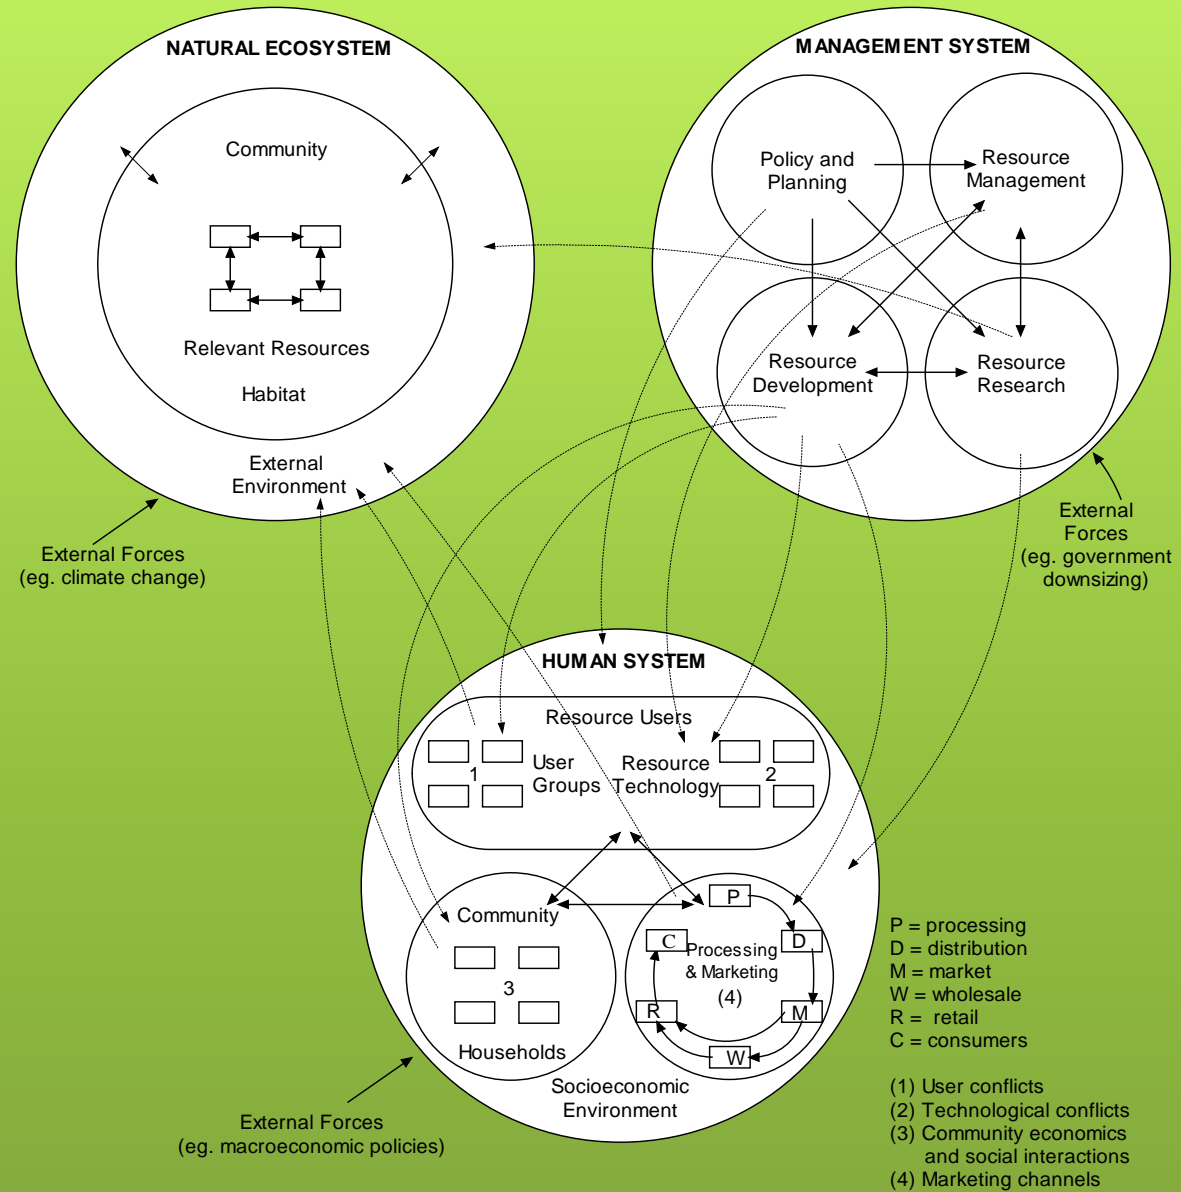 NATURAL ECOSYSTEM
Community
Relevant Resources
Habitat
External
Environment
External Forces
(eg. climate change)
MANAGEMENT SYSTEM
Policy and
Planning
Resource
Management
Resource
Development
Resource
Research
External
Forces
(eg. government
downsizing)
HUMAN SYSTEM
Resource Users
1
User
Groups
Resource
Technology
2
Community
3
Households
P
D
M
W
R
C
Processing
& Marketing
(4)
Socioeconomic
Environment
External Forces
(eg. macroeconomic policies)
P = processing
D = distribution
M = market
W = wholesale
R = retail
C = consumers
(1) User conflicts
(2) Technological conflicts
(3) Community economics
and social interactions
(4) Marketing channels